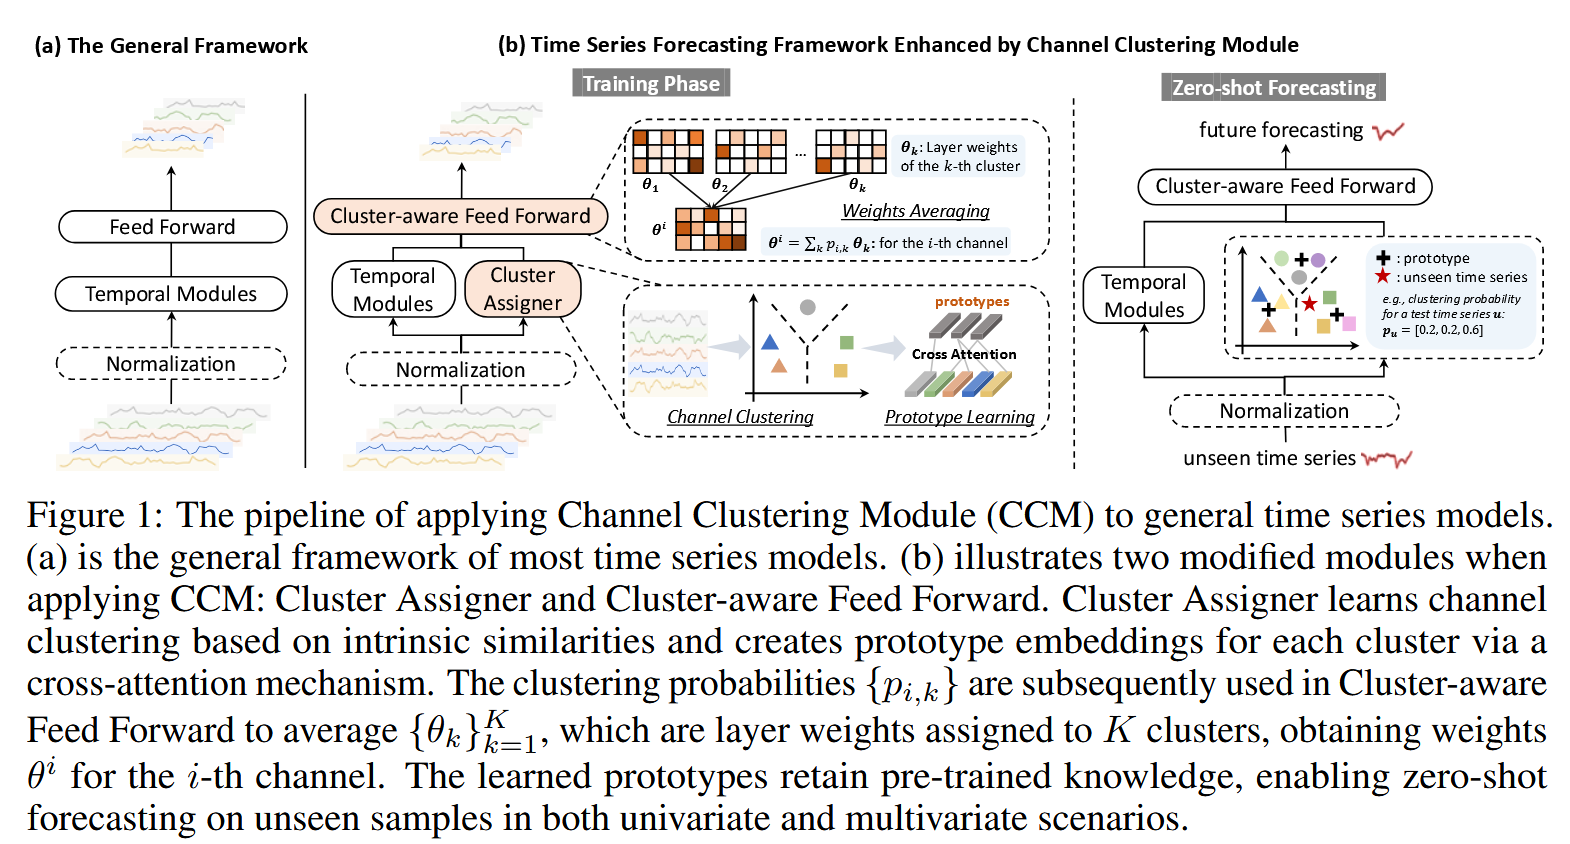 (a) The General Framework
Feed Forward
Temporal Modules
Normalization
(b) Time Series Forecasting Framework Enhanced by Channel Clustering Module
Training Phase
Cluster-aware Feed Forward
Temporal
Modules
Cluster
Assigner
Normalization
θ₁
θ₂
...
θₖ
θₖ: Layer weights
of the k-th cluster
θⁱ
Weights Averaging
θⁱ = ∑ₖ pᵢ,ₖ θₖ: for the i-th channel
prototypes
Cross Attention
Channel Clustering
Prototype Learning
Zero-shot Forecasting
future forecasting
Cluster-aware Feed Forward
Temporal
Modules
: prototype
: unseen time series
e.g., clustering probability
for a test time series u:
pᵤ = [0.2, 0.2, 0.6]
Normalization
unseen time series
Figure 1: The pipeline of applying Channel Clustering Module (CCM) to general time series models.
(a) is the general framework of most time series models. (b) illustrates two modified modules when
applying CCM: Cluster Assigner and Cluster-aware Feed Forward. Cluster Assigner learns channel
clustering based on intrinsic similarities and creates prototype embeddings for each cluster via a
cross-attention mechanism. The clustering probabilities {pᵢ,ₖ} are subsequently used in Cluster-aware
Feed Forward to average {θₖ}ᴷₖ₌₁, which are layer weights assigned to K clusters, obtaining weights
θⁱ for the i-th channel. The learned prototypes retain pre-trained knowledge, enabling zero-shot
forecasting on unseen samples in both univariate and multivariate scenarios.